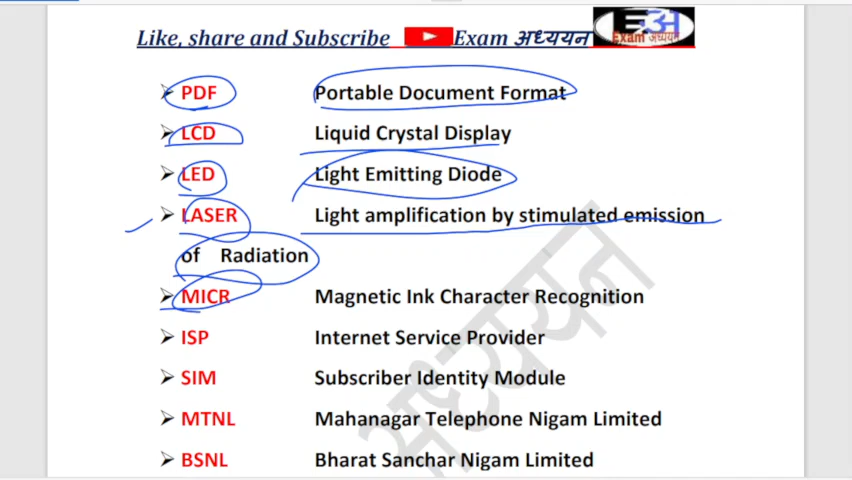 Like, share and Subscribe Exam अध्ययन E अ Exam अध्ययन
PDF Portable Document Format
LCD Liquid Crystal Display
LED Light Emitting Diode
LASER Light amplification by stimulated emission
of Radiation
MICR Magnetic Ink Character Recognition
ISP Internet Service Provider
SIM Subscriber Identity Module
MTNL Mahanagar Telephone Nigam Limited
BSNL Bharat Sanchar Nigam Limited
अध्ययन